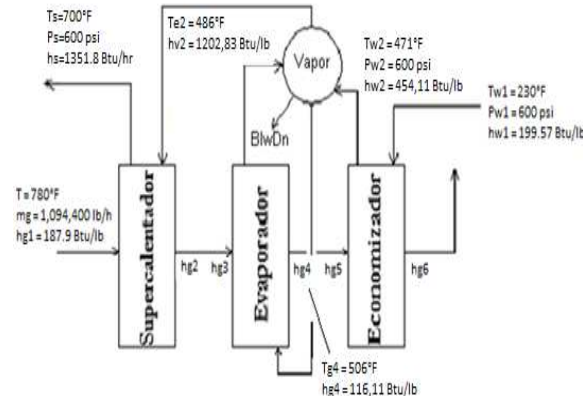 Ts=700°F
Ps=600 psi
hs=1351.8 Btu/hr
Te2 = 486°F
hv2 = 1202,83 Btu/lb
Vapor
Tw2 = 471°F
Pw2 = 600 psi
hw2 = 454,11 Btu/lb
Tw1 = 230°F
Pw1 = 600 psi
hw1 = 199.57 Btu/Lb
BlwDn
T = 780°F
mg = 1,094,400 lb/h
hg1 = 187.9 Btu/Lb
Supercalentador
hg2
hg3
Evaporador
hg4
hg5
Economizador
hg6
Tg4 = 506°F
hg4 = 116,11 Btu/Lb